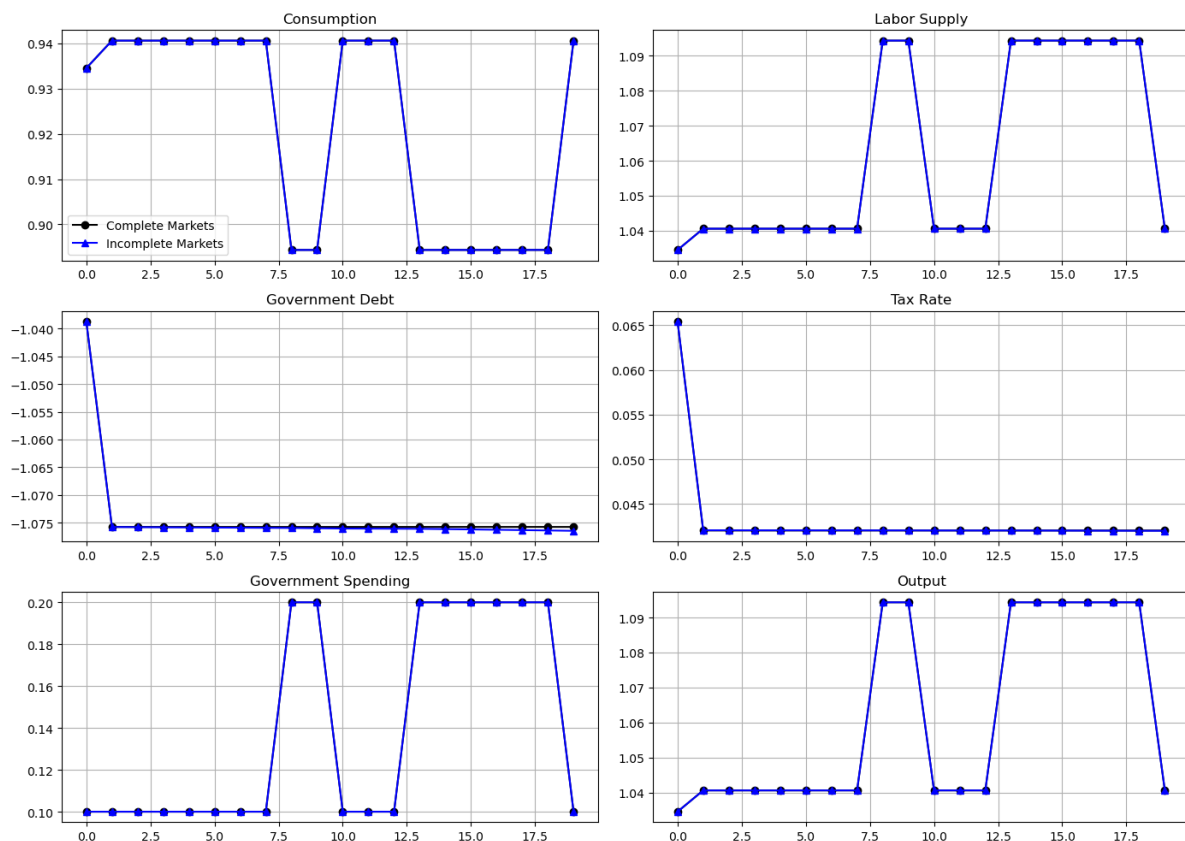 Consumption
0.94
0.93
0.92
0.91
0.90
Complete Markets
Incomplete Markets
0.0 2.5 5.0 7.5 10.0 12.5 15.0 17.5
Labor Supply
1.09
1.08
1.07
1.06
1.05
1.04
0.0 2.5 5.0 7.5 10.0 12.5 15.0 17.5
Government Debt
−1.040
−1.045
−1.050
−1.055
−1.060
−1.065
−1.070
−1.075
0.0 2.5 5.0 7.5 10.0 12.5 15.0 17.5
Tax Rate
0.065
0.060
0.055
0.050
0.045
0.0 2.5 5.0 7.5 10.0 12.5 15.0 17.5
Government Spending
0.20
0.18
0.16
0.14
0.12
0.10
0.0 2.5 5.0 7.5 10.0 12.5 15.0 17.5
Output
1.09
1.08
1.07
1.06
1.05
1.04
0.0 2.5 5.0 7.5 10.0 12.5 15.0 17.5